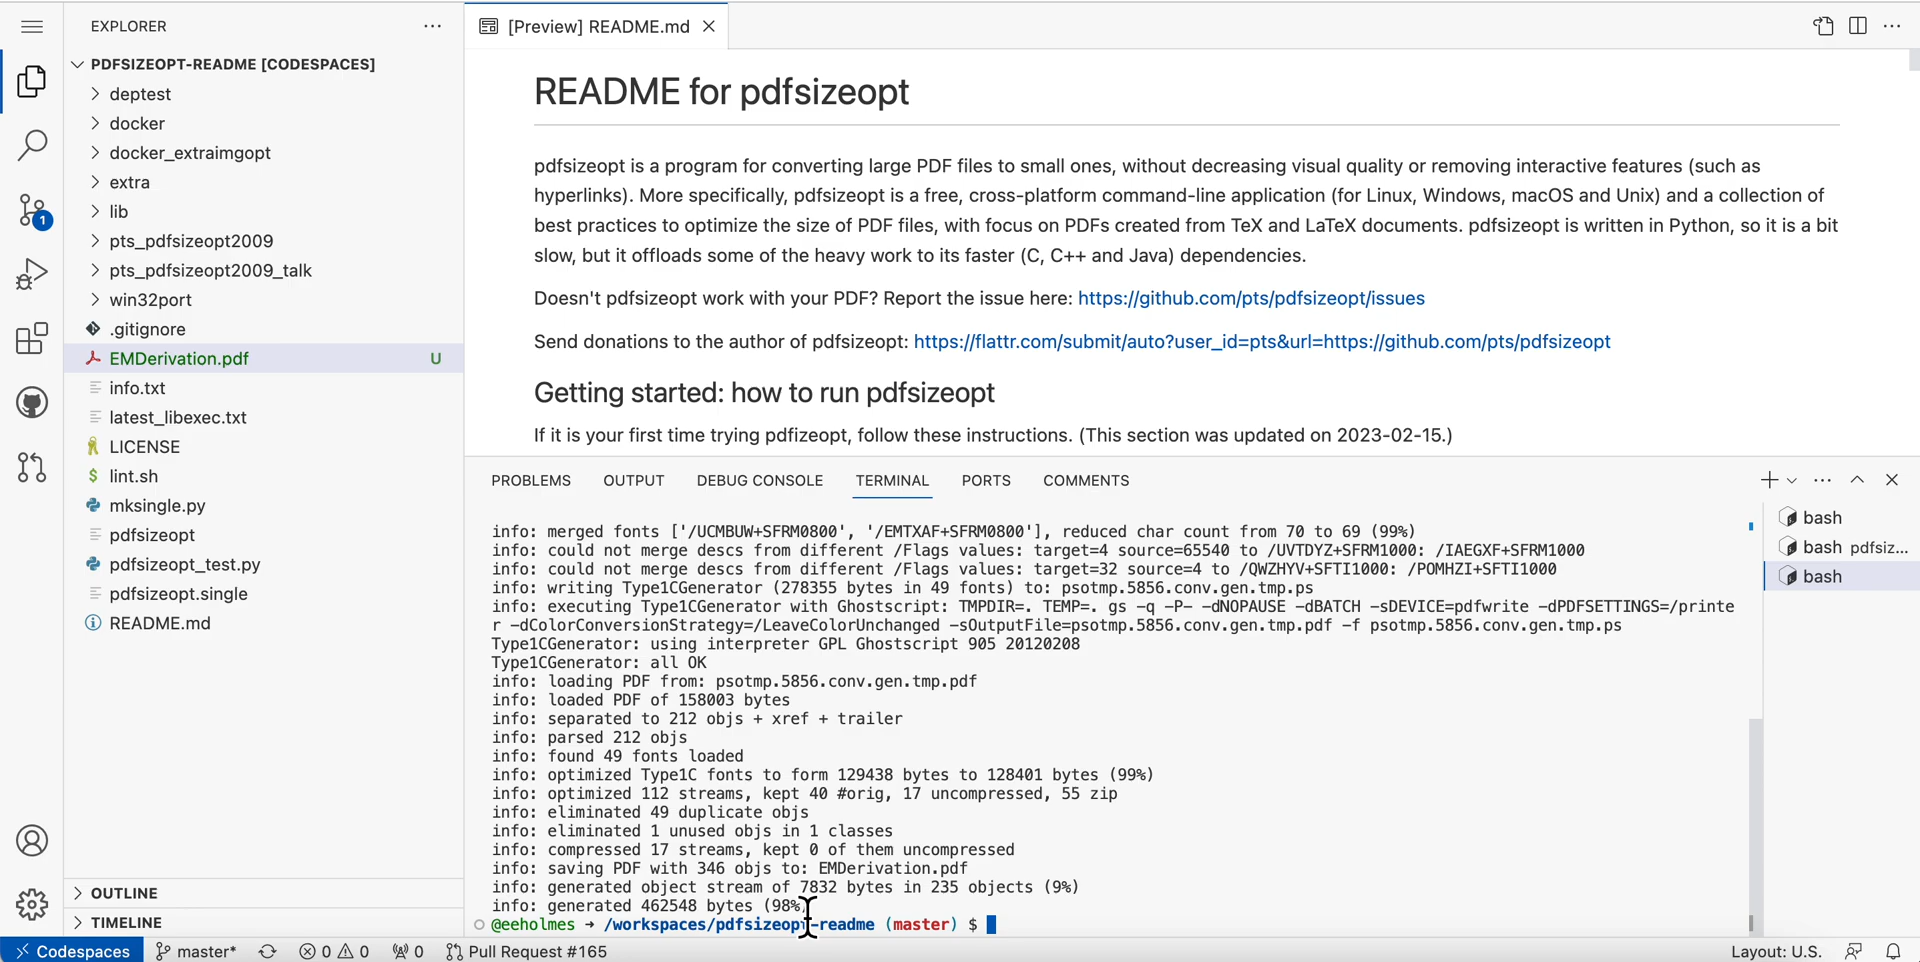 EXPLORER
PDFSIZEOPT-README [CODESPACES]
deptest
docker
docker_extraimgopt
extra
lib
pts_pdfsizeopt2009
pts_pdfsizeopt2009_talk
win32port
.gitignore
EMDerivation.pdf U
info.txt
latest_libexec.txt
LICENSE
$ lint.sh
mksingle.py
pdfsizeopt
pdfsizeopt_test.py
pdfsizeopt.single
README.md
OUTLINE
TIMELINE
1
[Preview] README.md
README for pdfsizeopt
pdfsizeopt is a program for converting large PDF files to small ones, without decreasing visual quality or removing interactive features (such as
hyperlinks). More specifically, pdfsizeopt is a free, cross-platform command-line application (for Linux, Windows, macOS and Unix) and a collection of
best practices to optimize the size of PDF files, with focus on PDFs created from TeX and LaTeX documents. pdfsizeopt is written in Python, so it is a bit
slow, but it offloads some of the heavy work to its faster (C, C++ and Java) dependencies.
Doesn't pdfsizeopt work with your PDF? Report the issue here: https://github.com/pts/pdfsizeopt/issues
Send donations to the author of pdfsizeopt: https://flattr.com/submit/auto?user_id=pts&url=https://github.com/pts/pdfsizeopt
Getting started: how to run pdfsizeopt
If it is your first time trying pdfizeopt, follow these instructions. (This section was updated on 2023-02-15.)
PROBLEMS OUTPUT DEBUG CONSOLE TERMINAL PORTS COMMENTS
info: merged fonts ['/UCMBUW+SFRM0800', '/EMTXAF+SFRM0800'], reduced char count from 70 to 69 (99%)
info: could not merge descs from different /Flags values: target=4 source=65540 to /UVTDYZ+SFRM1000: /IAEGXF+SFRM1000
info: could not merge descs from different /Flags values: target=32 source=4 to /QWZHYV+SFTI1000: /POMHZI+SFTI1000
info: writing Type1CGenerator (278355 bytes in 49 fonts) to: psotmp.5856.conv.gen.tmp.ps
info: executing Type1CGenerator with Ghostscript: TMPDIR=. TEMP=. gs -q -P- -dNOPAUSE -dBATCH -sDEVICE=pdfwrite -dPDFSETTINGS=/printe
r -dColorConversionStrategy=/LeaveColorUnchanged -sOutputFile=psotmp.5856.conv.gen.tmp.pdf -f psotmp.5856.conv.gen.tmp.ps
Type1CGenerator: using interpreter GPL Ghostscript 905 20120208
Type1CGenerator: all OK
info: loading PDF from: psotmp.5856.conv.gen.tmp.pdf
info: loaded PDF of 158003 bytes
info: separated to 212 objs + xref + trailer
info: parsed 212 objs
info: found 49 fonts loaded
info: optimized Type1C fonts to form 129438 bytes to 128401 bytes (99%)
info: optimized 112 streams, kept 40 #orig, 17 uncompressed, 55 zip
info: eliminated 49 duplicate objs
info: eliminated 1 unused objs in 1 classes
info: compressed 17 streams, kept 0 of them uncompressed
info: saving PDF with 346 objs to: EMDerivation.pdf
info: generated object stream of 7832 bytes in 235 objects (9%)
info: generated 462548 bytes (98%)
@eeholmes → /workspaces/pdfsizeopt-readme (master) $
bash
bash pdfsiz...
bash
Codespaces master* 0 0 0 Pull Request #165 Layout: U.S.